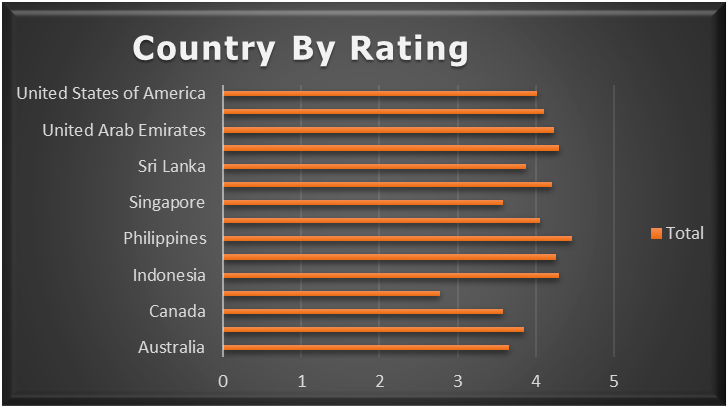 Country By Rating
United States of America
United Arab Emirates
Sri Lanka
Singapore
Philippines
Indonesia
Canada
Australia
0 1 2 3 4 5
Total